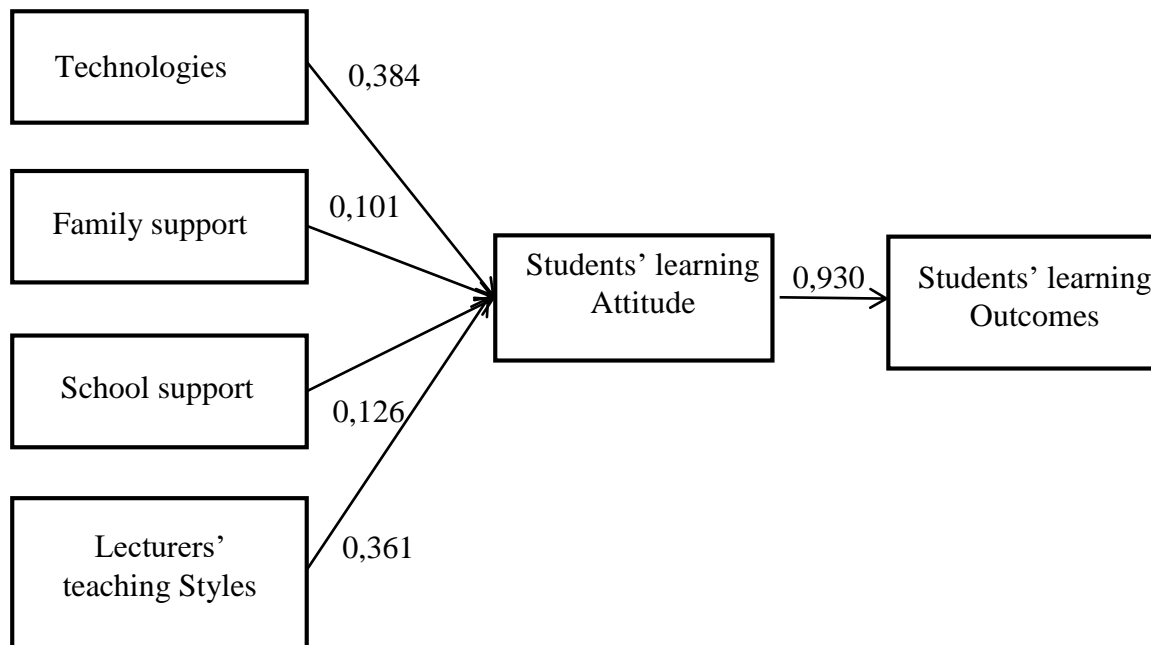 Technologies
0,384
Family support
0,101
Students’ learning
Attitude
0,930
Students’ learning
Outcomes
School support
0,126
Lecturers’
teaching Styles
0,361